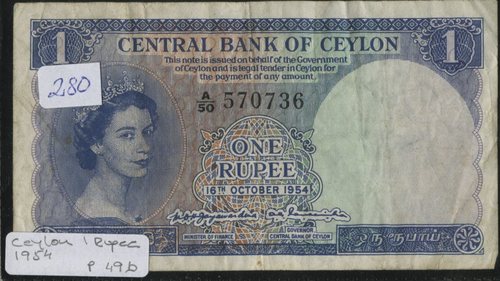 1 CENTRAL BANK OF CEYLON 1
This note is issued on behalf of the Government
of Ceylon and is legal tender in Ceylon for
the payment of any amount.
280
A/50 570736
ONE
RUPEE
16TH OCTOBER 1954
MINISTER OF FINANCE
GOVERNOR
CENTRAL BANK OF CEYLON
ஒரு ரூபாய்
Ceylon 1 Rupee
1954
P 49b